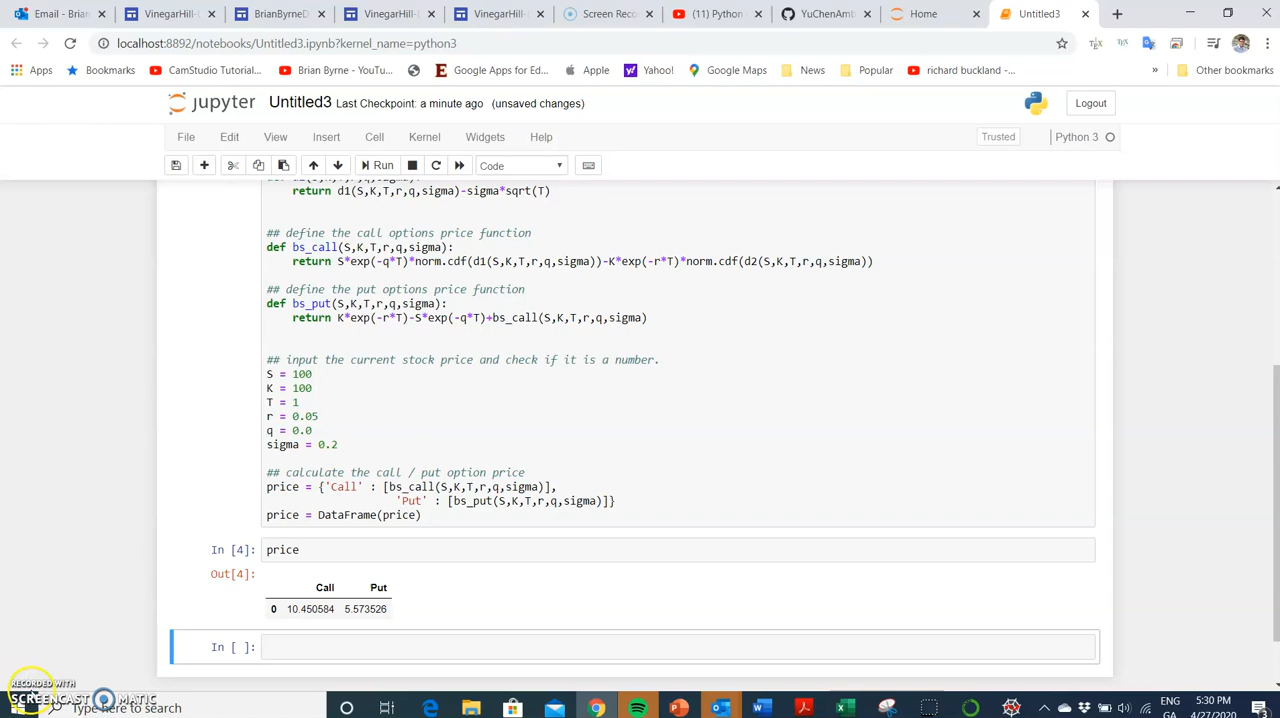 Email - Brian
VinegarHill-
BrianByrneD
VinegarHill-
VinegarHill-
Screen Reco
(11) Python
YuChenAmb
Home
Untitled3
localhost:8892/notebooks/Untitled3.ipynb?kernel_name=python3
Apps
Bookmarks
CamStudio Tutorial...
Brian Byrne - YouTu...
Google Apps for Ed...
Apple
Yahoo!
Google Maps
News
Popular
richard buckland -...
»
Other bookmarks
jupyter Untitled3 Last Checkpoint: a minute ago (unsaved changes)
Logout
File Edit View Insert Cell Kernel Widgets Help
Trusted
Python 3
Run
Code
return d1(S,K,T,r,q,sigma)-sigma*sqrt(T)
## define the call options price function
def bs_call(S,K,T,r,q,sigma):
return S*exp(-q*T)*norm.cdf(d1(S,K,T,r,q,sigma))-K*exp(-r*T)*norm.cdf(d2(S,K,T,r,q,sigma))
## define the put options price function
def bs_put(S,K,T,r,q,sigma):
return K*exp(-r*T)-S*exp(-q*T)+bs_call(S,K,T,r,q,sigma)
## input the current stock price and check if it is a number.
S = 100
K = 100
T = 1
r = 0.05
q = 0.0
sigma = 0.2
## calculate the call / put option price
price = {'Call' : [bs_call(S,K,T,r,q,sigma)],
'Put' : [bs_put(S,K,T,r,q,sigma)]}
price = DataFrame(price)
In [4]: price
Out[4]:
Call Put
0 10.450584 5.573526
In [ ]:
RECORDED WITH
SCREENCAST MATIC
Type here to search
ENG
GA
5:30 PM
4/27/2020